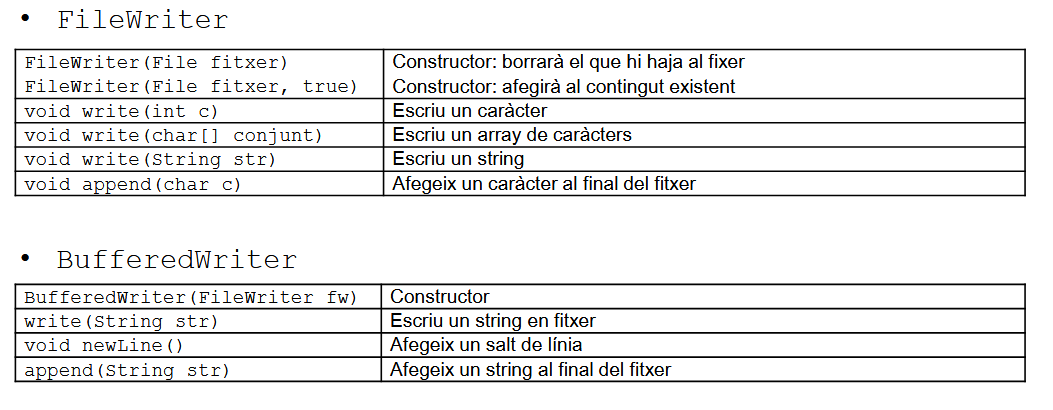 • FileWriter
FileWriter(File fitxer) Constructor: borrarà el que hi haja al fixer
FileWriter(File fitxer, true) Constructor: afegirà al contingut existent
void write(int c) Escriu un caràcter
void write(char[] conjunt) Escriu un array de caràcters
void write(String str) Escriu un string
void append(char c) Afegeix un caràcter al final del fitxer
• BufferedWriter
BufferedWriter(FileWriter fw) Constructor
write(String str) Escriu un string en fitxer
void newLine() Afegeix un salt de línia
append(String str) Afegeix un string al final del fitxer